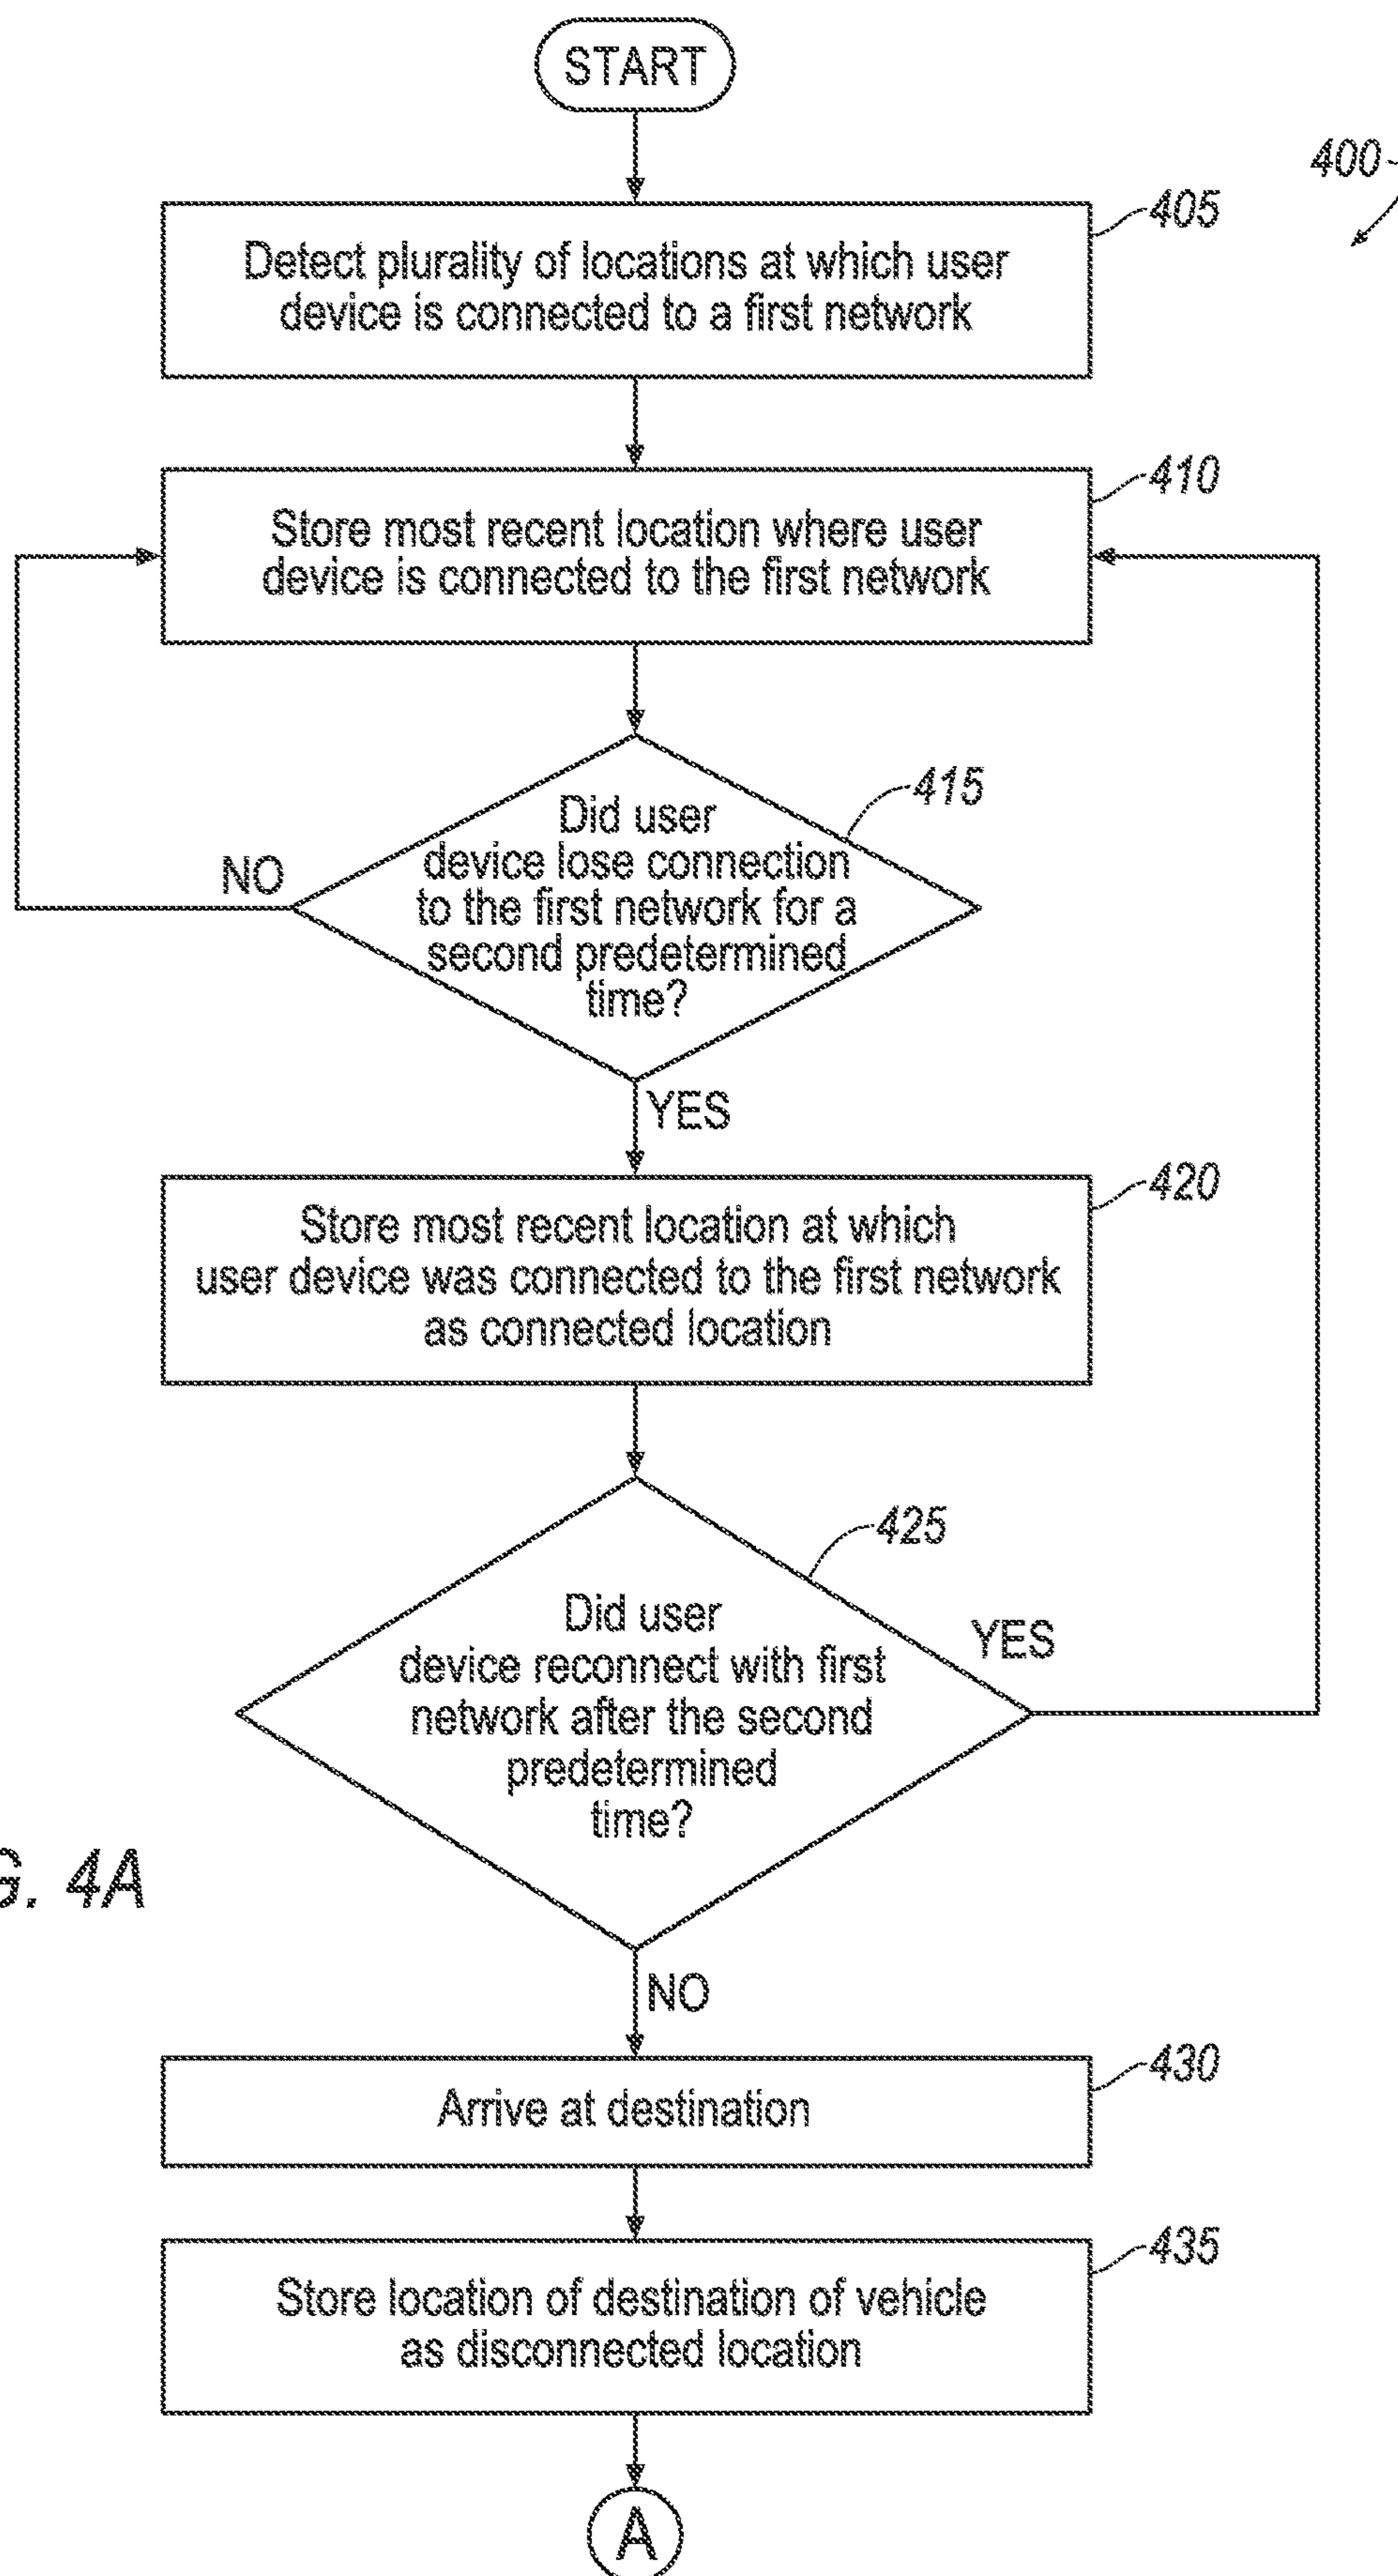 START
400
405
Detect plurality of locations at which user
device is connected to a first network
410
Store most recent location where user
device is connected to the first network
415
Did user
device lose connection
to the first network for a
second predetermined
time?
NO
YES
420
Store most recent location at which
user device was connected to the first network
as connected location
425
Did user
device reconnect with first
network after the second
predetermined
time?
YES
G. 4A
NO
430
Arrive at destination
435
Store location of destination of vehicle
as disconnected location
A